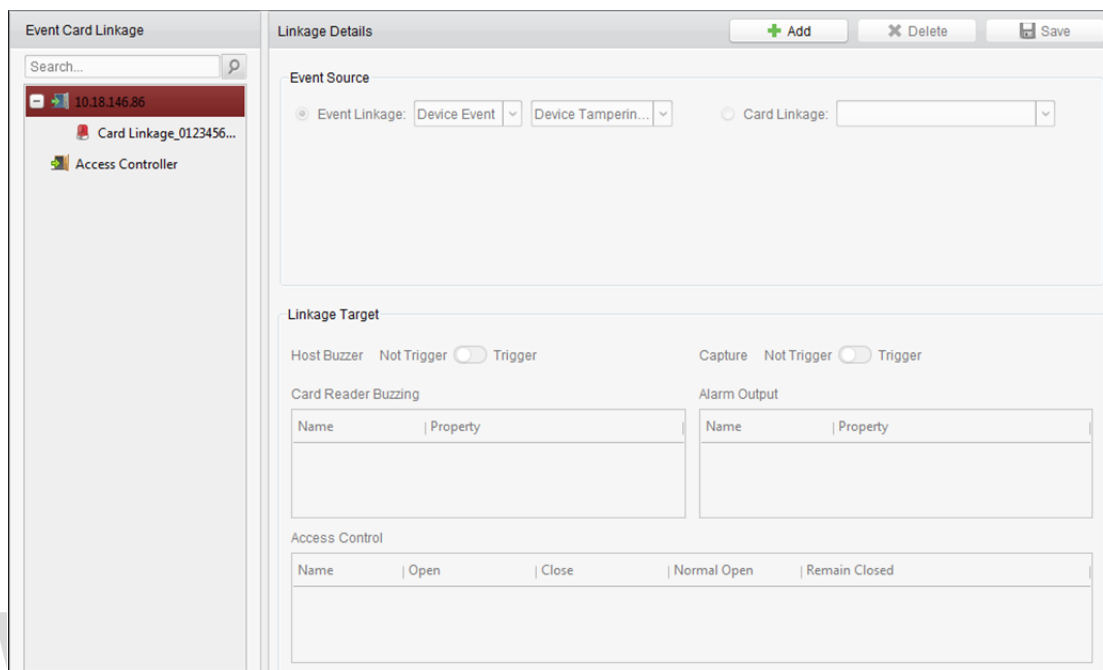 Event Card Linkage
Search...
10.18.146.86
Card Linkage_0123456...
Access Controller
Linkage Details
Add
Delete
Save
Event Source
Event Linkage: Device Event Device Tamperin...
Card Linkage:
Linkage Target
Host Buzzer Not Trigger Trigger
Capture Not Trigger Trigger
Card Reader Buzzing
Name Property
Alarm Output
Name Property
Access Control
Name Open Close Normal Open Remain Closed